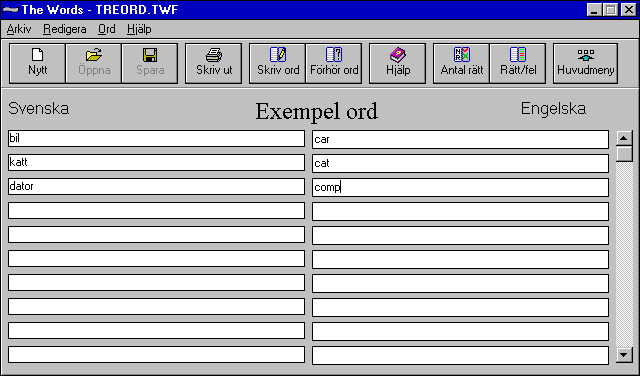 The Words - TREORD.TWF
Arkiv Redigera Ord Hjälp
Nytt Öppna Spara Skriv ut Skriv ord Förhör ord Hjälp Antal rätt Rätt/fel Huvudmeny
Svenska Exempel ord Engelska
bil car
katt cat
dator comp